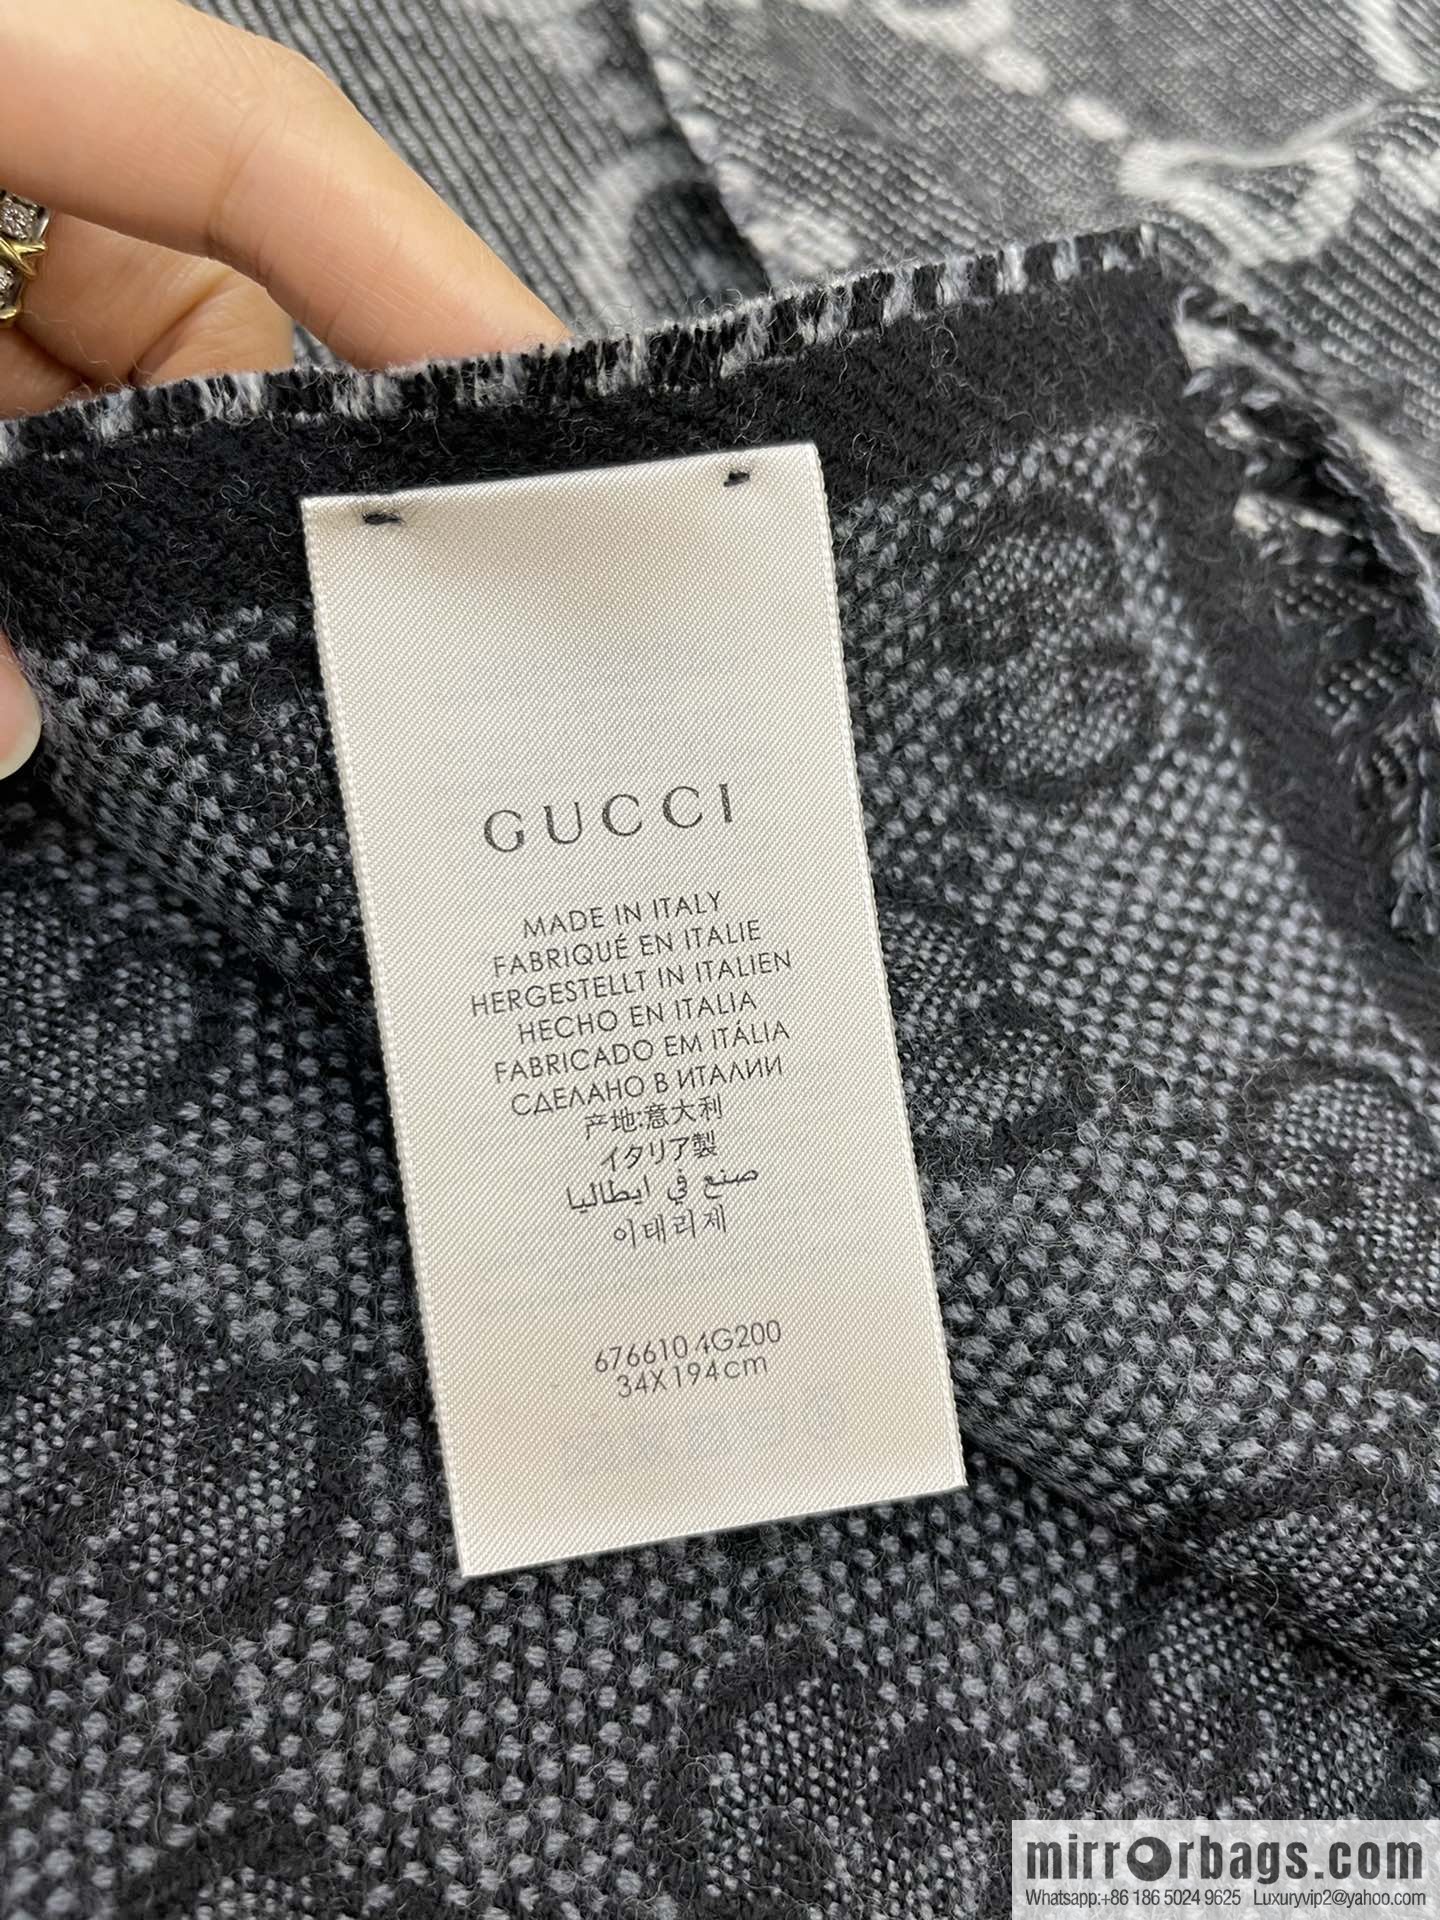 GUCCI
MADE IN ITALY
FABRIQUÉ EN ITALIE
HERGESTELLT IN ITALIEN
HECHO EN ITALIA
FABRICADO EM ITÁLIA
СДЕЛАНО В ИТАЛИИ
产地:意大利
イタリア製
صنع في ايطاليا
이태리제
676610 4G200
34X194cm
mirrorbags.com
Whatsapp:+86 186 5024 9625 Luxuryvip2@yahoo.com